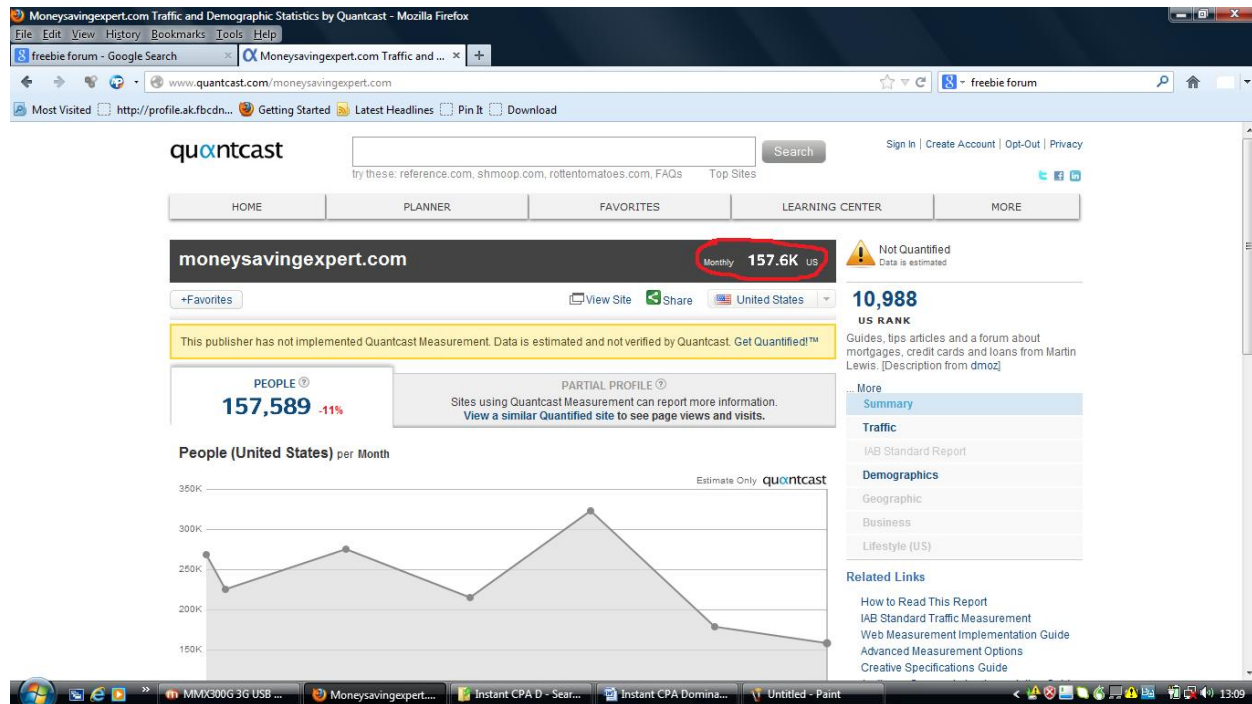 Moneysavingexpert.com Traffic and Demographic Statistics by Quantcast - Mozilla Firefox
File Edit View History Bookmarks Tools Help
freebie forum - Google Search × Moneysavingexpert.com Traffic and ... × +
www.quantcast.com/moneysavingexpert.com freebie forum
Most Visited http://profile.ak.fbcdn... Getting Started Latest Headlines Pin It Download
quantcast Search Sign In | Create Account | Opt-Out | Privacy
try these: reference.com, shmoop.com, rottentomatoes.com, FAQs Top Sites
HOME PLANNER FAVORITES LEARNING CENTER MORE
moneysavingexpert.com Monthly 157.6K US
Not Quantified
Data is estimated
+Favorites View Site Share United States
10,988
US RANK
Guides, tips articles and a forum about
mortgages, credit cards and loans from Martin
Lewis. [Description from dmoz]
... More
This publisher has not implemented Quantcast Measurement. Data is estimated and not verified by Quantcast. Get Quantified!™
PEOPLE ?
157,589 -11%
PARTIAL PROFILE ?
Sites using Quantcast Measurement can report more information.
View a similar Quantified site to see page views and visits.
Summary
Traffic
IAB Standard Report
Demographics
Geographic
Business
Lifestyle (US)
People (United States) per Month
Estimate Only quantcast
350K
300K
250K
200K
150K
Related Links
How to Read This Report
IAB Standard Traffic Measurement
Web Measurement Implementation Guide
Advanced Measurement Options
Creative Specifications Guide
MMX300G 3G USB ... Moneysavingexpert.... Instant CPA D - Sear... Instant CPA Domina... Untitled - Paint 13:09